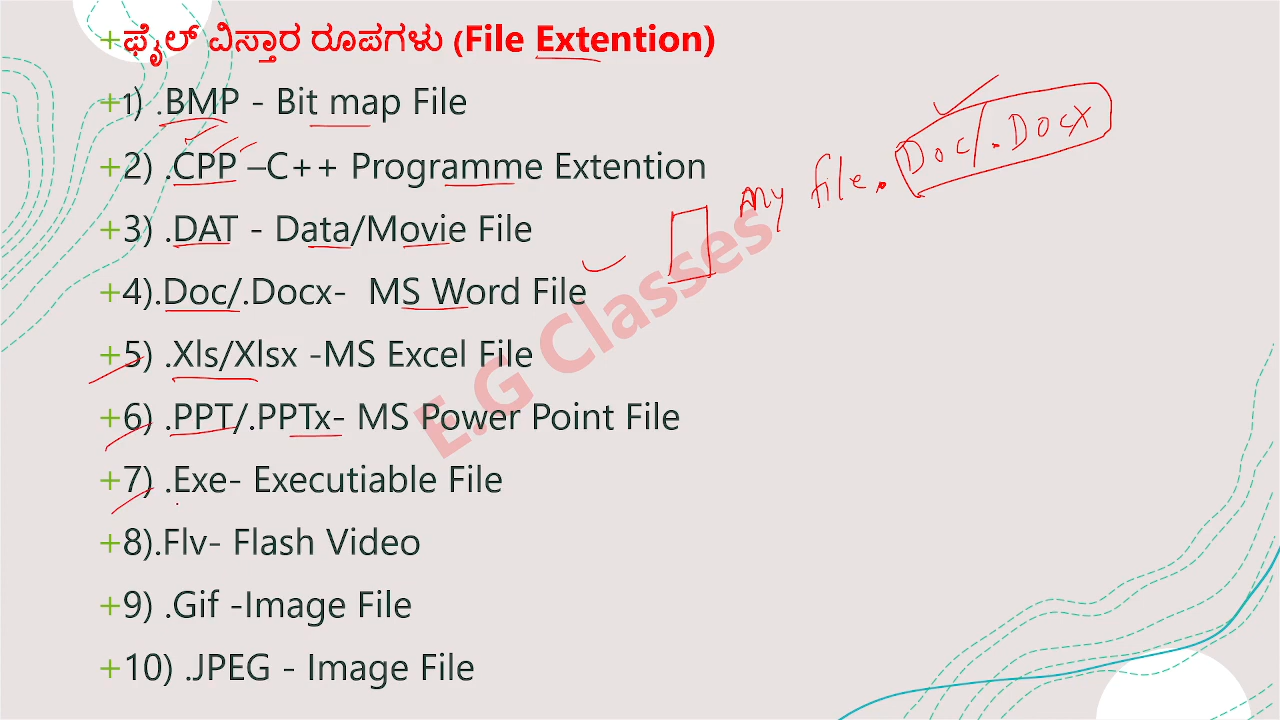 +ಫೈಲ್ ವಿಸ್ತಾರ ರೂಪಗಳು (File Extention)
+1) .BMP - Bit map File
+2) .CPP –C++ Programme Extention
+3) .DAT - Data/Movie File
+4).Doc/.Docx- MS Word File
+5) .Xls/Xlsx -MS Excel File
+6) .PPT/.PPTx- MS Power Point File
+7) .Exe- Executiable File
+8).Flv- Flash Video
+9) .Gif -Image File
+10) .JPEG - Image File
My file. Doc/.Docx
E.G Classes